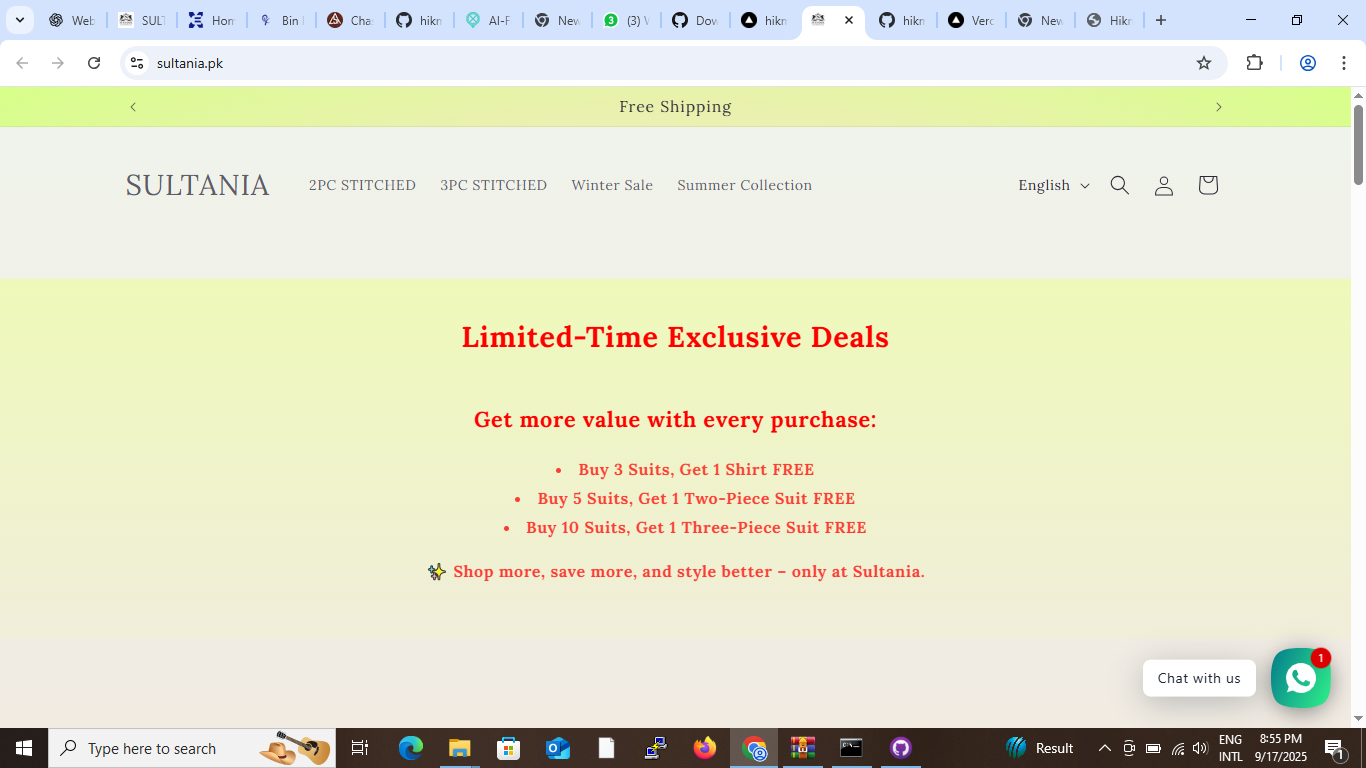 Web
SULT
Hom
Bin
Chas
hikn
AI-F
New
(3) W
Dow
hikn
hikn
Verc
New
Hikn
sultania.pk
Free Shipping
SULTANIA
2PC STITCHED
3PC STITCHED
Winter Sale
Summer Collection
English
Limited-Time Exclusive Deals
Get more value with every purchase:
• Buy 3 Suits, Get 1 Shirt FREE
• Buy 5 Suits, Get 1 Two-Piece Suit FREE
• Buy 10 Suits, Get 1 Three-Piece Suit FREE
✨ Shop more, save more, and style better – only at Sultania.
1
Chat with us
Type here to search
Result
ENG
INTL
8:55 PM
9/17/2025
1